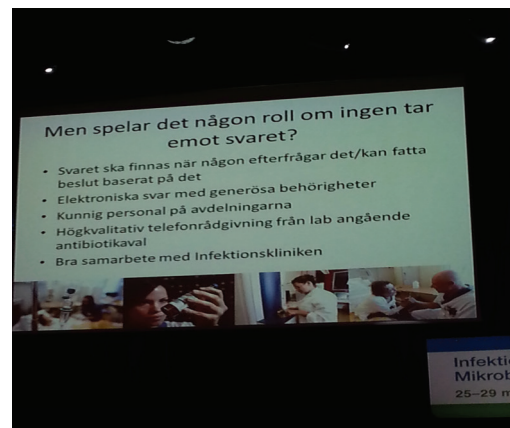 Men spelar det någon roll om ingen tar
emot svaret?
• Svaret ska finnas när någon efterfrågar det/kan fatta
beslut baserat på det
• Elektroniska svar med generösa behörigheter
• Kunnig personal på avdelningarna
• Högkvalitativ telefonrådgivning från lab angående
antibiotikaval
• Bra samarbete med Infektionskliniken
25–29